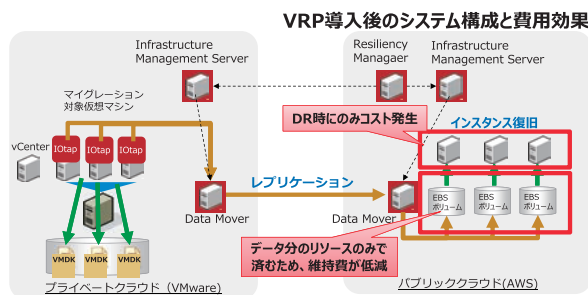 VRP導入後のシステム構成と費用効果
Infrastructure
Management Server
Resiliency
Managaer
Infrastructure
Management Server
マイグレーション
対象仮想マシン
DR時にのみコスト発生
インスタンス復旧
vCenter
IOtap
IOtap
IOtap
レプリケーション
EBS
ボリューム
EBS
ボリューム
EBS
ボリューム
Data Mover
Data Mover
VMDK
VMDK
VMDK
データ分のリソースのみで
済むため、維持費が低減
プライベートクラウド（VMware）
パブリッククラウド(AWS)